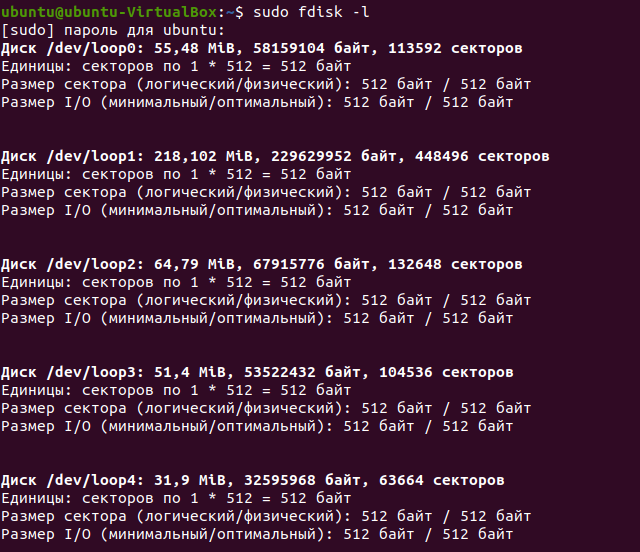 ubuntu@ubuntu-VirtualBox:~$ sudo fdisk -l
[sudo] пароль для ubuntu:
Диск /dev/loop0: 55,48 MiB, 58159104 байт, 113592 секторов
Единицы: секторов по 1 * 512 = 512 байт
Размер сектора (логический/физический): 512 байт / 512 байт
Размер I/O (минимальный/оптимальный): 512 байт / 512 байт
Диск /dev/loop1: 218,102 MiB, 229629952 байт, 448496 секторов
Единицы: секторов по 1 * 512 = 512 байт
Размер сектора (логический/физический): 512 байт / 512 байт
Размер I/O (минимальный/оптимальный): 512 байт / 512 байт
Диск /dev/loop2: 64,79 MiB, 67915776 байт, 132648 секторов
Единицы: секторов по 1 * 512 = 512 байт
Размер сектора (логический/физический): 512 байт / 512 байт
Размер I/O (минимальный/оптимальный): 512 байт / 512 байт
Диск /dev/loop3: 51,4 MiB, 53522432 байт, 104536 секторов
Единицы: секторов по 1 * 512 = 512 байт
Размер сектора (логический/физический): 512 байт / 512 байт
Размер I/O (минимальный/оптимальный): 512 байт / 512 байт
Диск /dev/loop4: 31,9 MiB, 32595968 байт, 63664 секторов
Единицы: секторов по 1 * 512 = 512 байт
Размер сектора (логический/физический): 512 байт / 512 байт
Размер I/O (минимальный/оптимальный): 512 байт / 512 байт